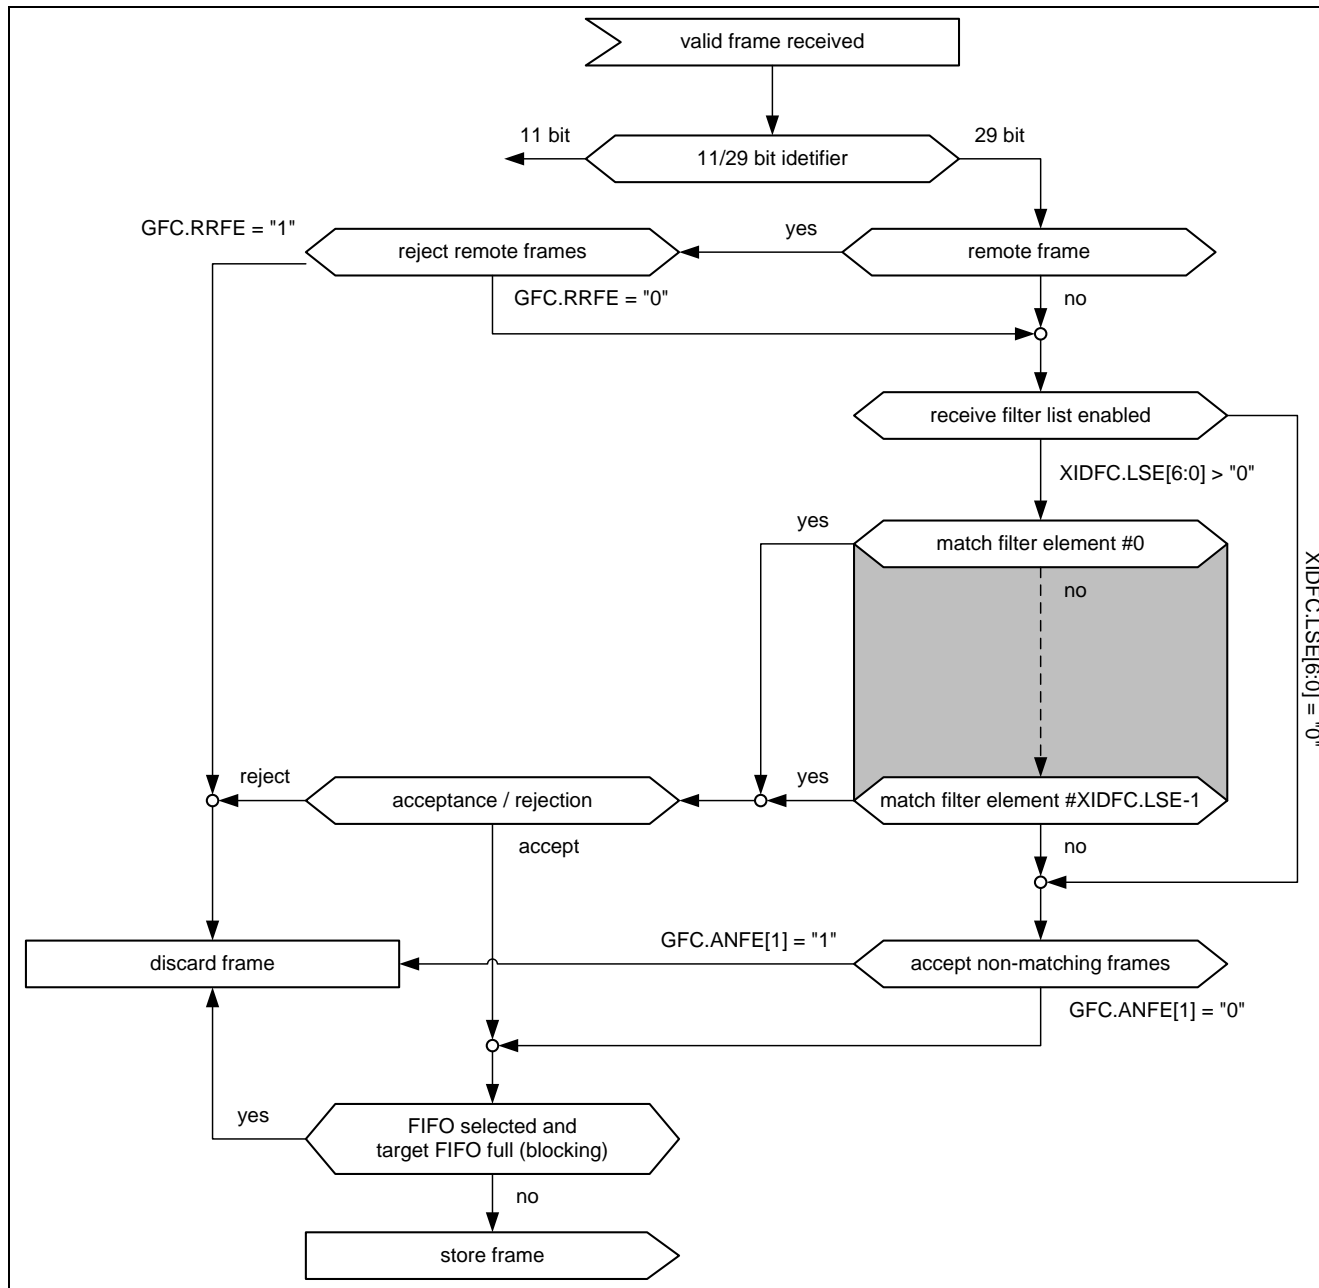 valid frame received
11 bit
29 bit
11/29 bit idetifier
GFC.RRFE = "1"
yes
reject remote frames
remote frame
GFC.RRFE = "0"
no
receive filter list enabled
XIDFC.LSE[6:0] > "0"
XIDFC.LSE[6:0] = "0"
yes
match filter element #0
no
reject
yes
acceptance / rejection
match filter element #XIDFC.LSE-1
accept
no
GFC.ANFE[1] = "1"
discard frame
accept non-matching frames
GFC.ANFE[1] = "0"
yes
FIFO selected and
target FIFO full (blocking)
no
store frame